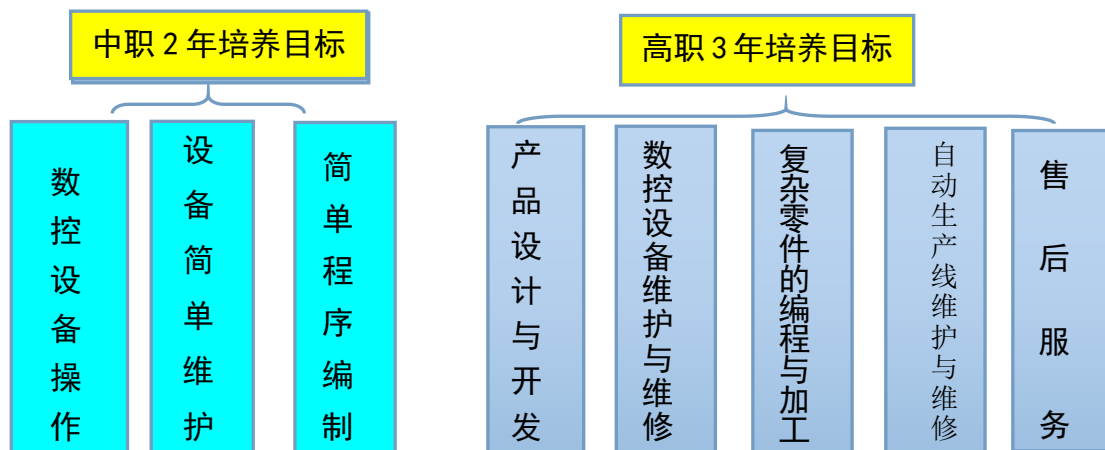 中职2年培养目标
数控设备操作
设备简单维护
简单程序编制
高职3年培养目标
产品设计与开发
数控设备维护与维修
复杂零件的编程与加工
自动生产线维护与维修
售后服务